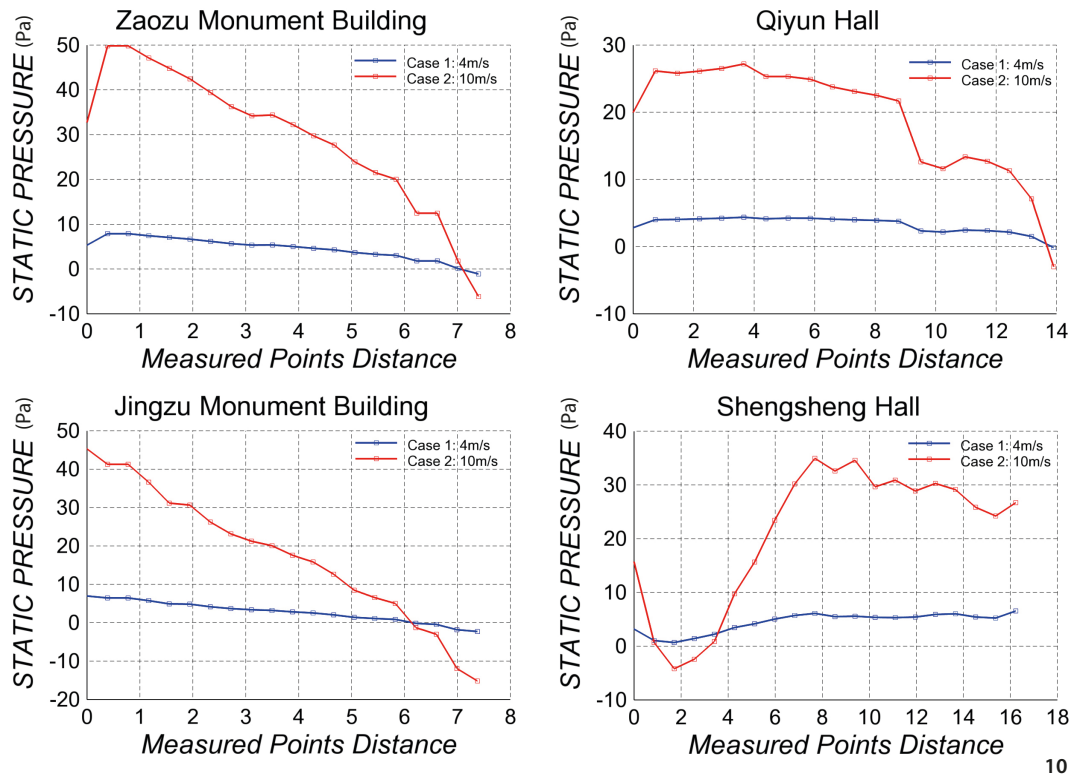 Zaozu Monument Building
STATIC PRESSURE (Pa)
50
40
30
20
10
0
-10
Case 1: 4m/s
Case 2: 10m/s
0 1 2 3 4 5 6 7 8
Measured Points Distance
Qiyun Hall
STATIC PRESSURE (Pa)
30
20
10
0
-10
Case 1: 4m/s
Case 2: 10m/s
0 2 4 6 8 10 12 14
Measured Points Distance
Jingzu Monument Building
STATIC PRESSURE (Pa)
50
40
30
20
10
0
-10
-20
Case 1: 4m/s
Case 2: 10m/s
0 1 2 3 4 5 6 7 8
Measured Points Distance
Shengsheng Hall
STATIC PRESSURE (Pa)
40
30
20
10
0
-10
Case 1: 4m/s
Case 2: 10m/s
0 2 4 6 8 10 12 14 16 18
Measured Points Distance
10